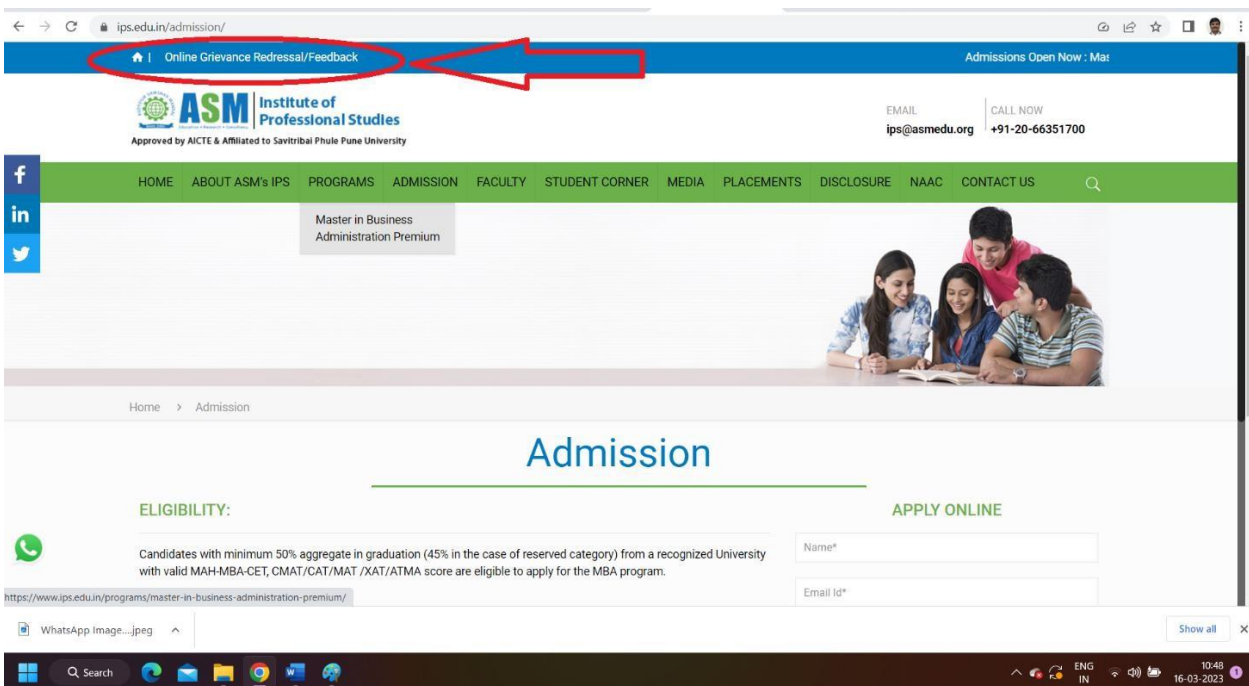 ips.edu.in/admission/
| Online Grievance Redressal/Feedback
Admissions Open Now : Mas
ASM Institute of
Professional Studies
Approved by AICTE & Affiliated to Savitribai Phule Pune University
EMAIL
ips@asmedu.org
CALL NOW
+91-20-66351700
HOME ABOUT ASM's IPS PROGRAMS ADMISSION FACULTY STUDENT CORNER MEDIA PLACEMENTS DISCLOSURE NAAC CONTACT US
Master in Business
Administration Premium
Home > Admission
Admission
ELIGIBILITY:
Candidates with minimum 50% aggregate in graduation (45% in the case of reserved category) from a recognized University
with valid MAH-MBA-CET, CMAT/CAT/MAT /XAT/ATMA score are eligible to apply for the MBA program.
APPLY ONLINE
Name*
Email Id*
https://www.ips.edu.in/programs/master-in-business-administration-premium/
WhatsApp Image....jpeg
Show all
Search
ENG
IN
10:48
16-03-2023
1